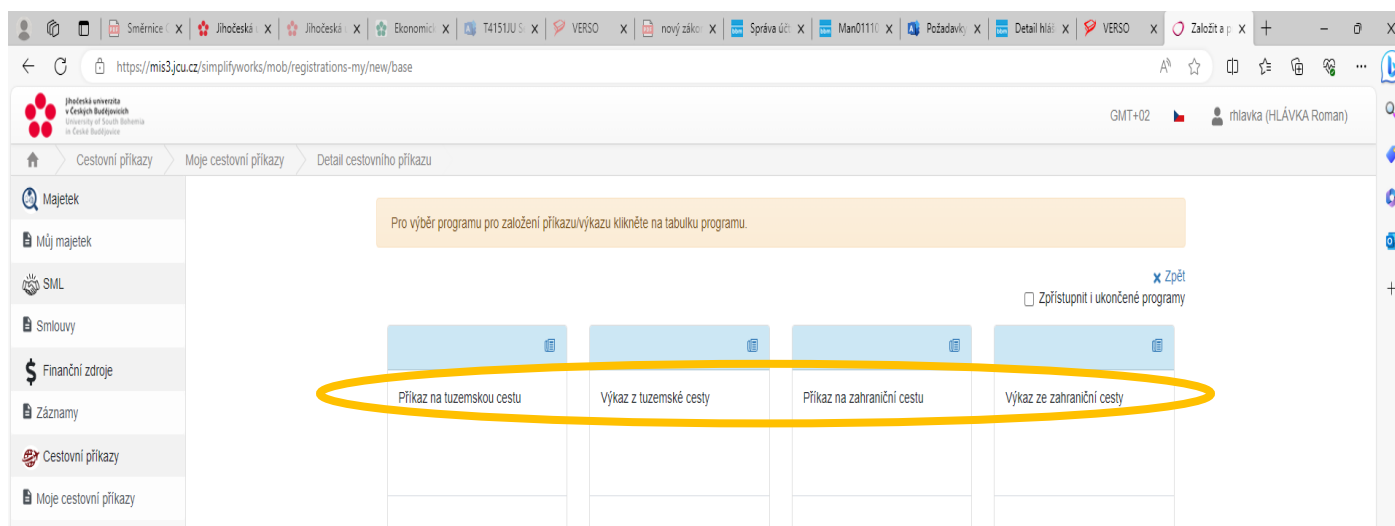 Směrnice
Jihočeská
Jihočeská
Ekonomick
T4151JU S
VERSO
nový záko
Správa účt
Man01110
Požadavky
Detail hláš
VERSO
Založit a p
https://mis3.jcu.cz/simplifyworks/mob/registrations-my/new/base
Jihočeská univerzita
v Českých Budějovicích
University of South Bohemia
in České Budějovice
GMT+02
rhlavka (HLÁVKA Roman)
Cestovní příkazy
Moje cestovní příkazy
Detail cestovního příkazu
Majetek
Můj majetek
SML
Smlouvy
Finanční zdroje
Záznamy
Cestovní příkazy
Moje cestovní příkazy
Pro výběr programu pro založení příkazu/výkazu klikněte na tabulku programu.
Zpět
Zpřístupnit i ukončené programy
Příkaz na tuzemskou cestu
Výkaz z tuzemské cesty
Příkaz na zahraniční cestu
Výkaz ze zahraniční cesty